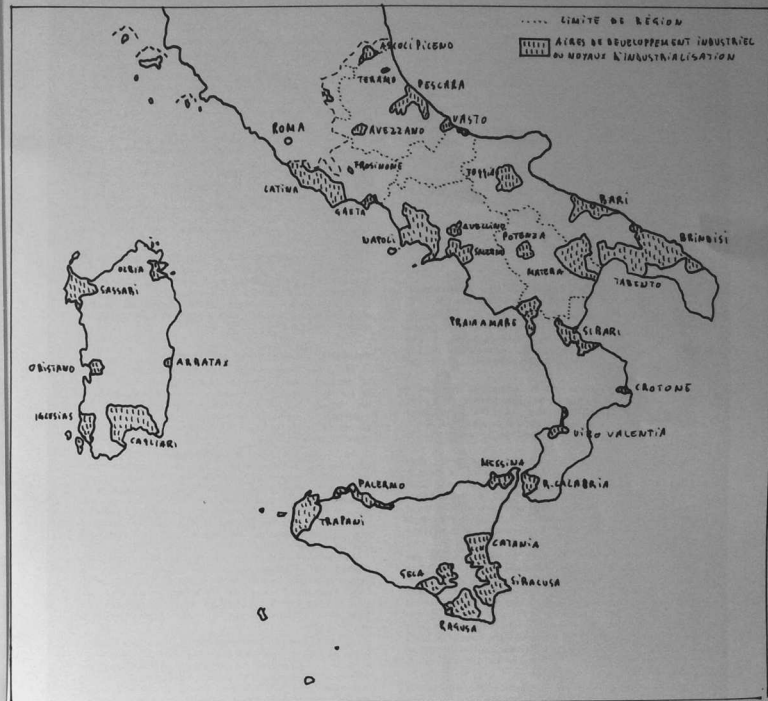 LIMITE DE RÉGION
AIRES DE DEVELOPPEMENT INDUSTRIEL
OU NOYAUX D'INDUSTRIALISATION
ASCOLI PICENO
TERAMO
PESCARA
VASTO
AVEZZANO
ROMA
FROSINONE
LATINA
GAETA
FOGGIA
BARI
NAPOLI
AVELLINO
SALERNO
POTENZA
MATERA
BRINDISI
TARENTO
PRAIA A MARE
SIBARI
OLBIA
SASSARI
ORISTANO
ARBATAX
IGLESIAS
CAGLIARI
CROTONE
VIBO VALENTIA
MESSINA
R. CALABRIA
PALERMO
TRAPANI
CATANIA
GELA
SIRACUSA
RAGUSA